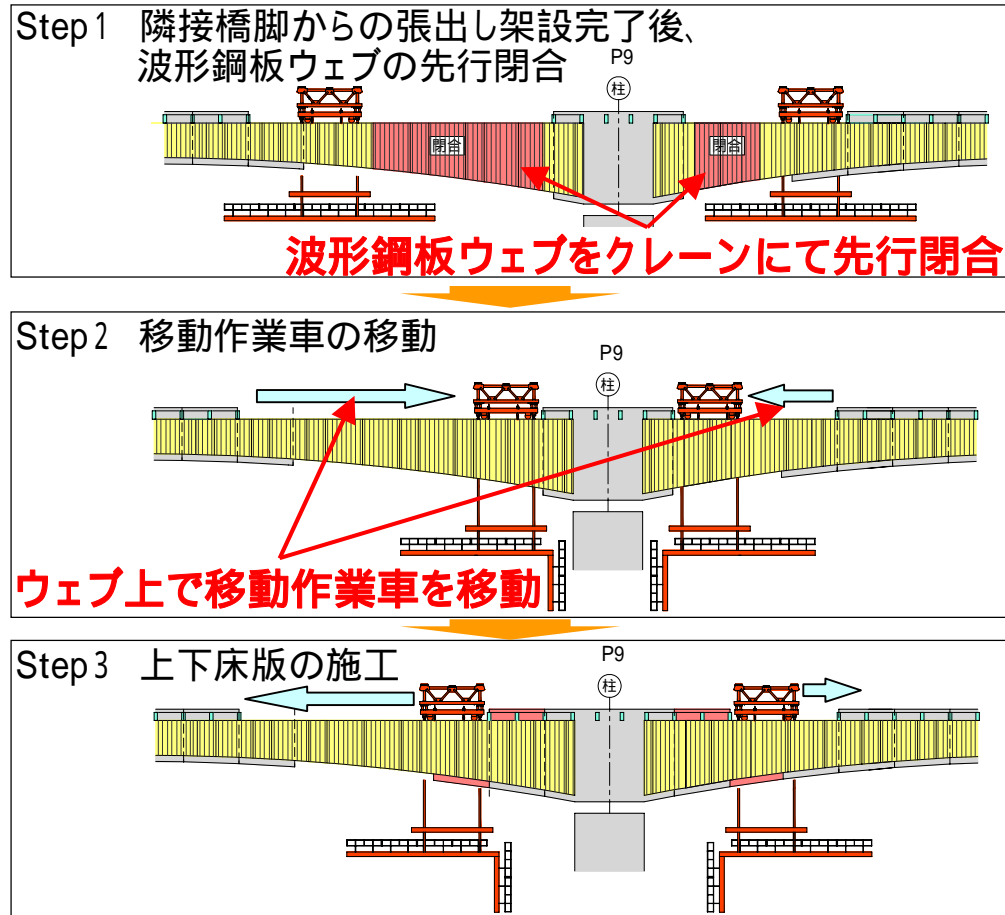 Step1 隣接橋脚からの張出し架設完了後、
波形鋼板ウェブの先行閉合
P9
柱
閉合
閉合
波形鋼板ウェブをクレーンにて先行閉合
Step2 移動作業車の移動
P9
柱
ウェブ上で移動作業車を移動
Step3 上下床版の施工
P9
柱